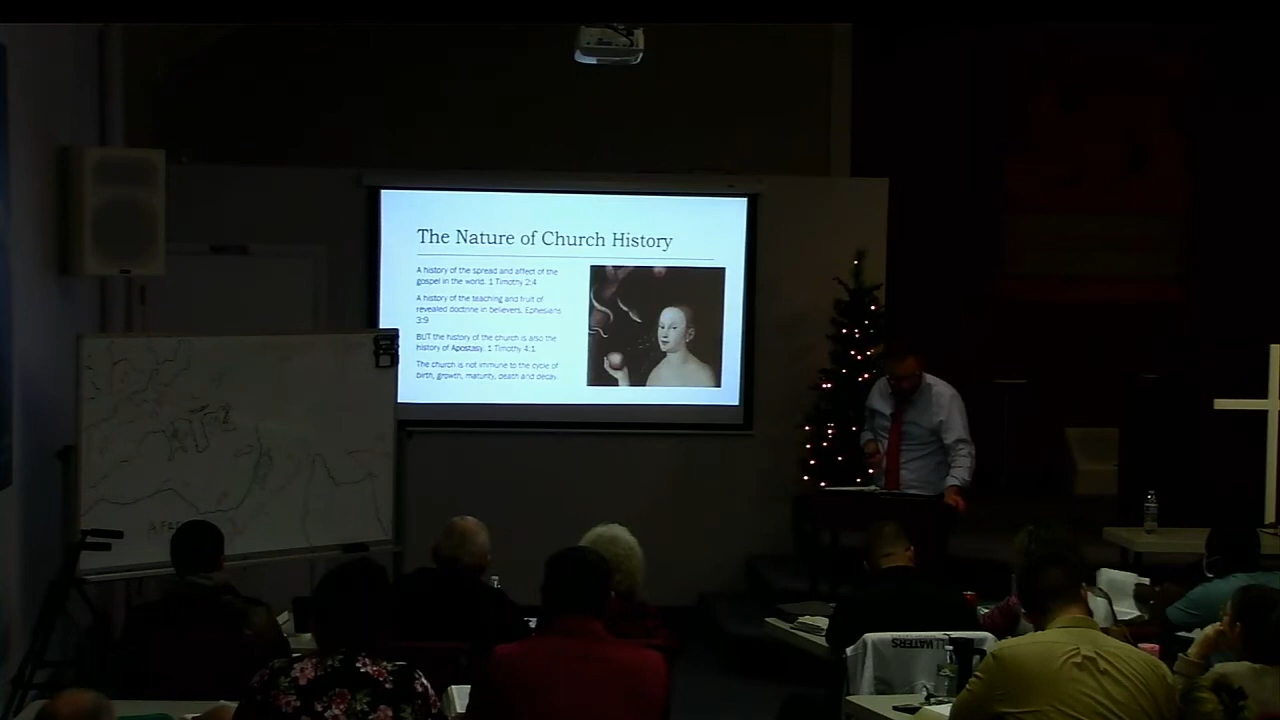 The Nature of Church History
A history of the spread and affect of the
gospel in the world. 1 Timothy 2:4
A history of the teaching and fruit of
revealed doctrine in believers. Ephesians
3:9
BUT the history of the church is also the
history of Apostasy. 1 Timothy 4:1
The church is not immune to the cycle of
birth, growth, maturity, death and decay.
WATERS